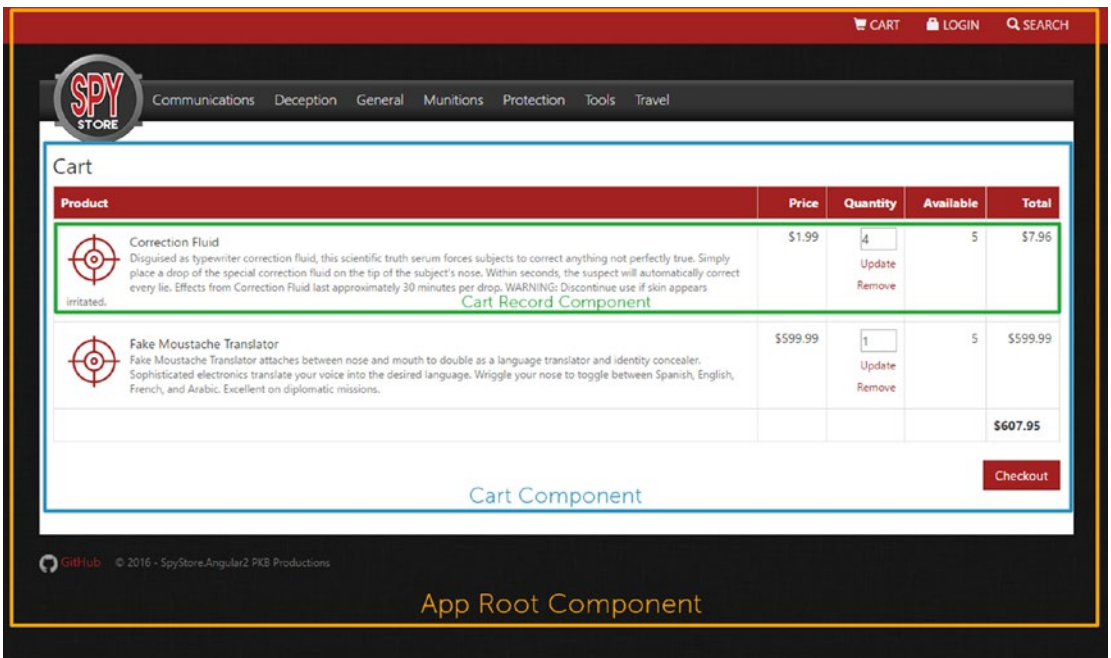 CART LOGIN SEARCH
SPY
STORE
Communications Deception General Munitions Protection Tools Travel
Cart
Product Price Quantity Available Total
Correction Fluid $1.99 4 5 $7.96
Disguised as typewriter correction fluid, this scientific truth serum forces subjects to correct anything not perfectly true. Simply
place a drop of the special correction fluid on the tip of the subject's nose. Within seconds, the suspect will automatically correct
every lie. Effects from Correction Fluid last approximately 30 minutes per drop. WARNING: Discontinue use if skin appears
irritated.
Update
Remove
Cart Record Component
Fake Moustache Translator $599.99 1 5 $599.99
Fake Moustache Translator attaches between nose and mouth to double as a language translator and identity concealer.
Sophisticated electronics translate your voice into the desired language. Wriggle your nose to toggle between Spanish, English,
French, and Arabic. Excellent on diplomatic missions.
Update
Remove
$607.95
Checkout
Cart Component
GitHub © 2016 - SpyStore.Angular2 PKB Productions
App Root Component